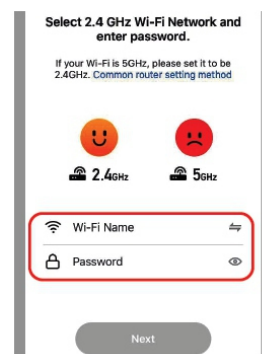 Select 2.4 GHz Wi-Fi Network and
enter password.
If your Wi-Fi is 5GHz, please set it to be
2.4GHz. Common router setting method
2.4GHz
5GHz
Wi-Fi Name
Password
Next